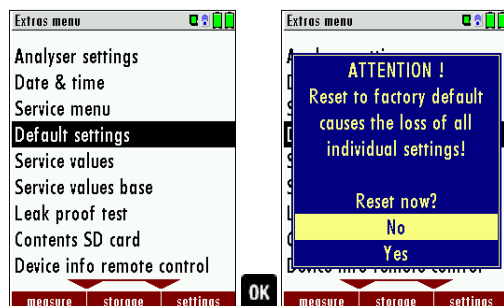 Extras menu
Analyser settings
Date & time
Service menu
Default settings
Service values
Service values base
Leak proof test
Contents SD card
Device info remote control
measure storage settings
OK
Extras menu
ATTENTION !
Reset to factory default
causes the loss of all
individual settings!
Reset now?
No
Yes
measure storage settings